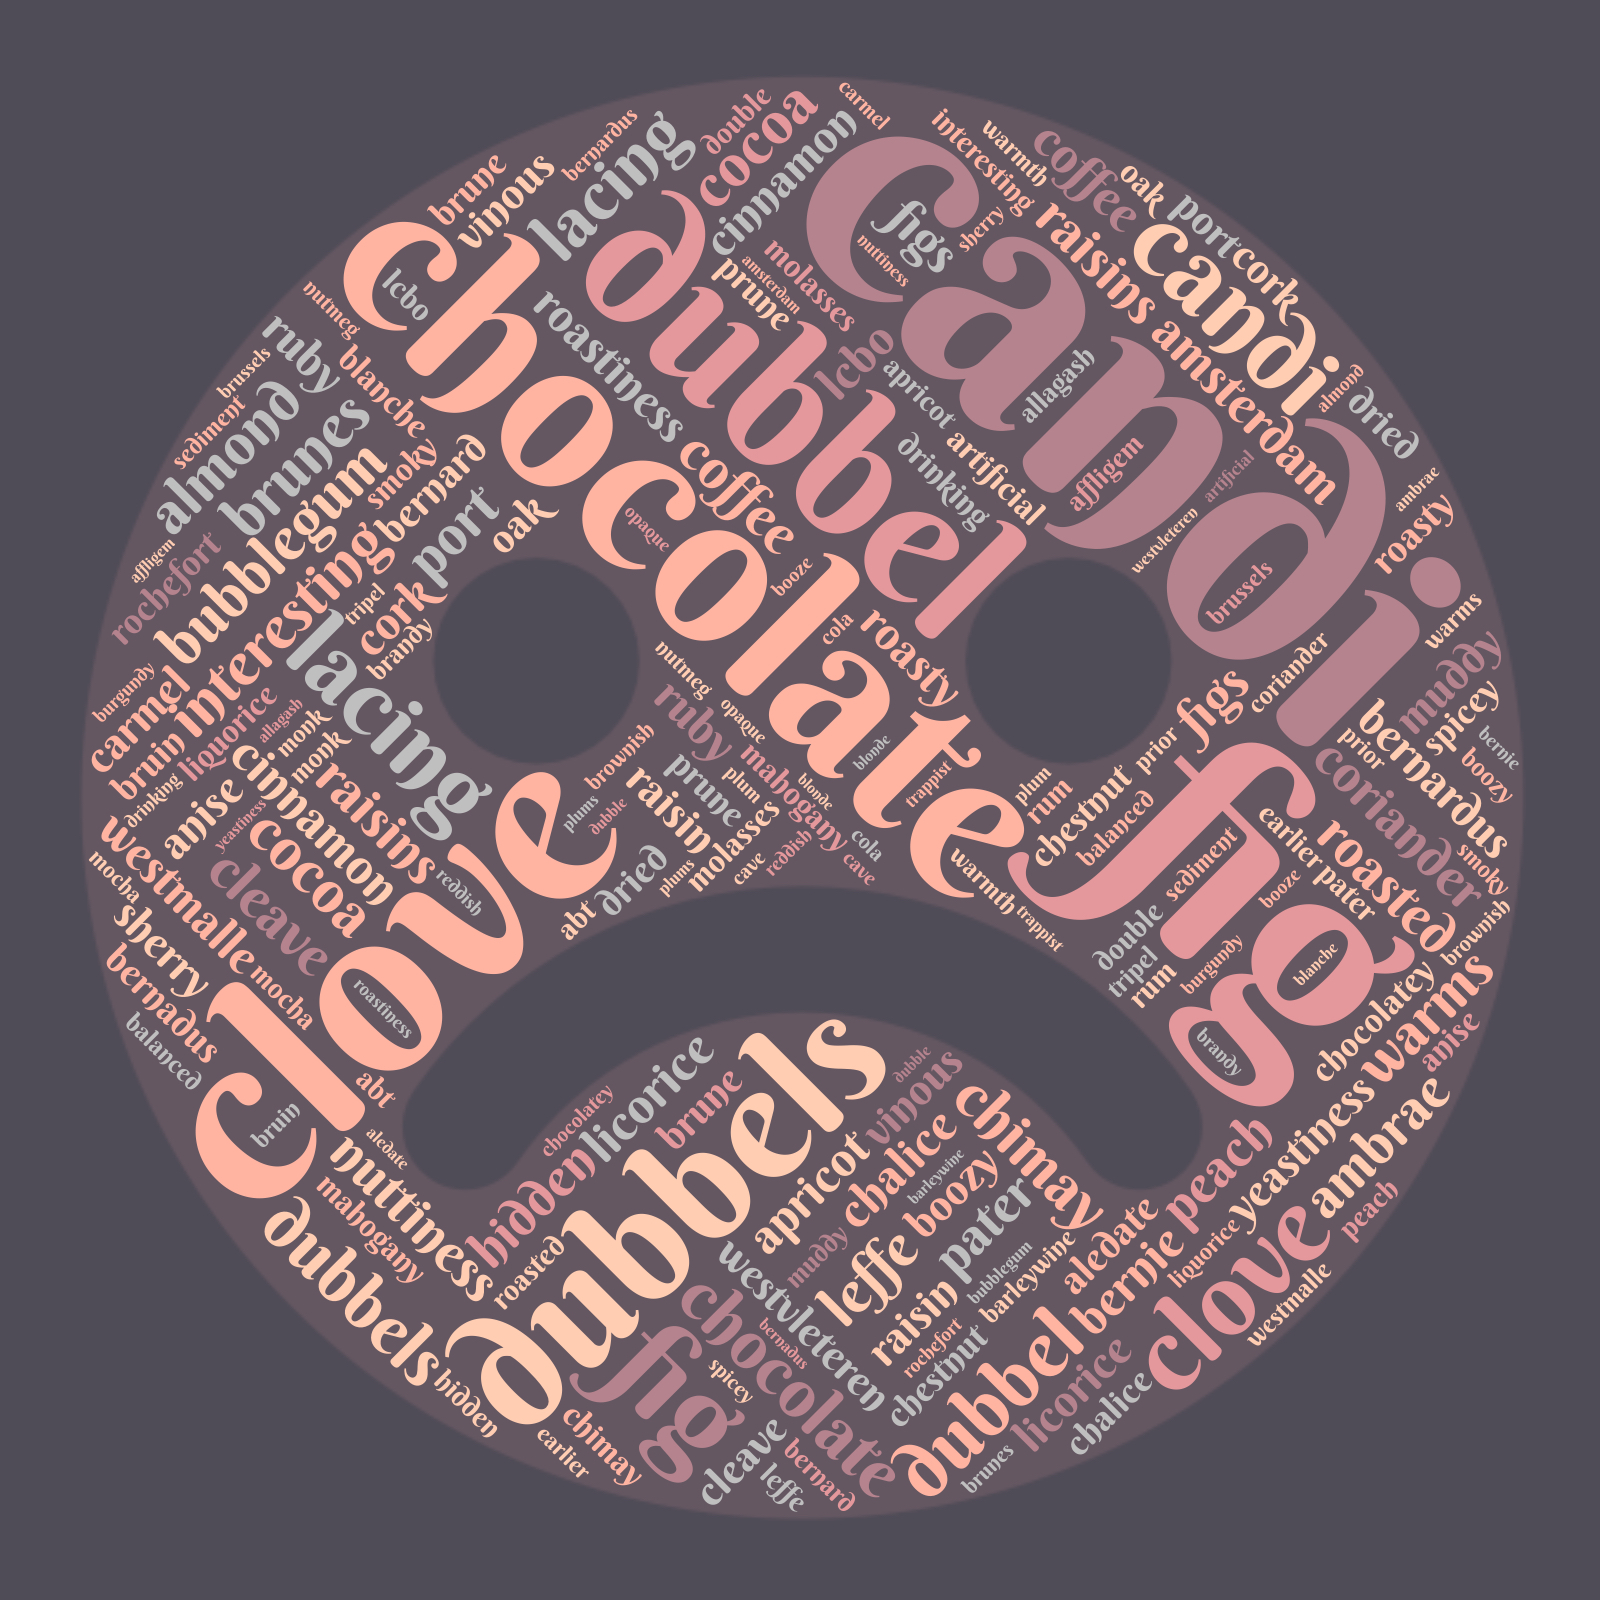 carmel
double
cocoa
bernardus
lacing
cinnamon
interesting
warmth
coffee
oak
port
cork
candi
brune
vinous
candi
figs
sherry
nuttiness
raisins
amsterdam
chocolate
lcbo
dubbel
prune
amsterdam
molasses
nutmeg
ruby
blanche
roastiness
lcbo
apricot
allagash
almond
dried
brussels
sediment
almond
brunes
smoky
bernard
coffee
drinking
artificial
affligem
artificial
ambrae
roasty
bubblegum
port
oak
opaque
booze
westvleteren
brussels
affligem
rochefort
interesting
cork
tripel
brandy
cola
roasty
warms
muddy
lacing
nutmeg
ruby
opaque
coriander
figs
prior
spicey
bernie
boozy
burgundy
carmel
bruin
liquorice
allagash
monk
monk
brownish
mahogany
blonde
trappist
plum
rum
chestnut
balanced
fig
bernardus
prior
coriander
drinking
anise
cinnamon
raisins
yeastiness
cocoa
clove
plums
dubble
raisin
prune
plum
blonde
molasses
cola
cave
reddish
cave
plums
warmth
trappist
sediment
earlier
pater
booze
roasted
smoky
brownish
westmalle
mocha
sherry
cleave
reddish
dried
abt
double
tripel
rum
burgundy
blanche
chocolatey
warms
anise
bernadus
mocha
roastiness
balanced
bruin
abt
aledate
brandy
nuttiness
mahogany
chocolatey
hidden
licorice
brune
dubbels
dubble
vinous
chimay
chalice
apricot
barleywine
boozy
muddy
leffe
pater
peach
yeastiness
ambrae
peach
dubbels
roasted
westvleteren
bubblegum
barleywine
aledate
bernie
liquorice
clove
westmalle
chocolate
bernadus
raisin
rochefort
chestnut
dubbel
licorice
chalice
brunes
fig
spicey
hidden
earlier
chimay
cleave
leffe
bernard